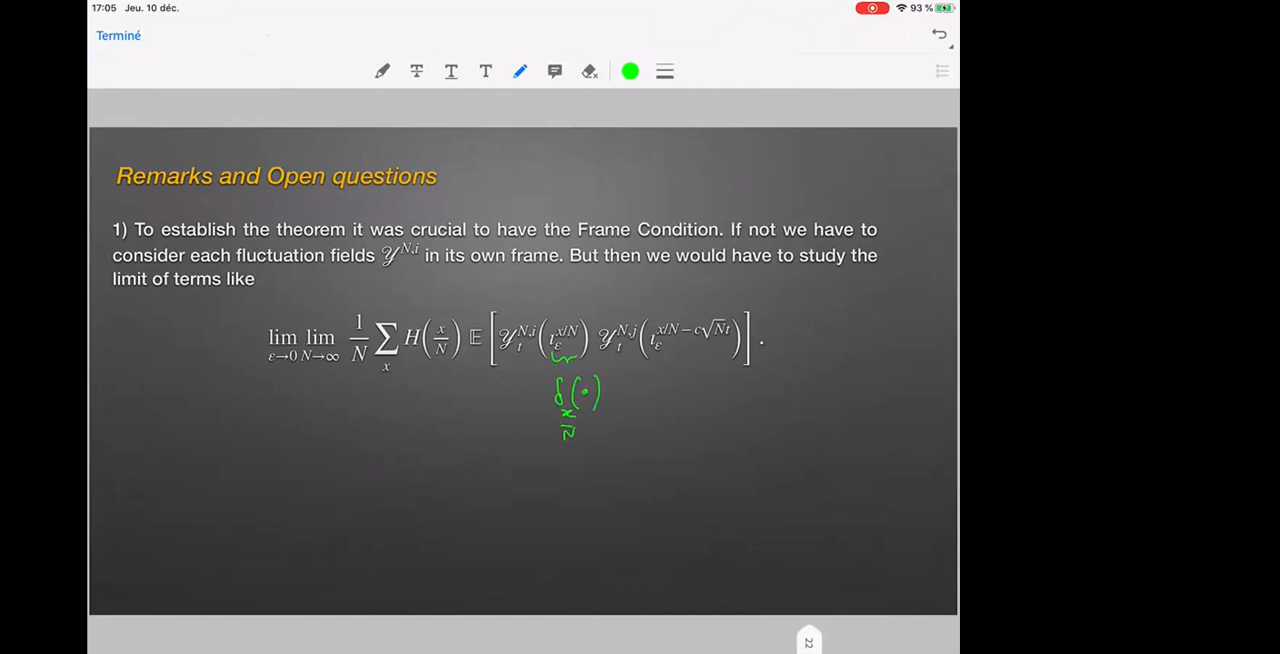 17:05 Jeu. 10 déc.
93 %
Terminé
Remarks and Open questions
1) To establish the theorem it was crucial to have the Frame Condition. If not we have to
consider each fluctuation fields 𝒴^{N,i} in its own frame. But then we would have to study the
limit of terms like
lim_{ε→0} lim_{N→∞} 1/N ∑_x H(x/N) 𝔼[𝒴_t^{N,i}(ι_ε^{x/N}) 𝒴_t^{N,j}(ι_ε^{x/N − c√N t})].
δ_{x/N}(•)
22